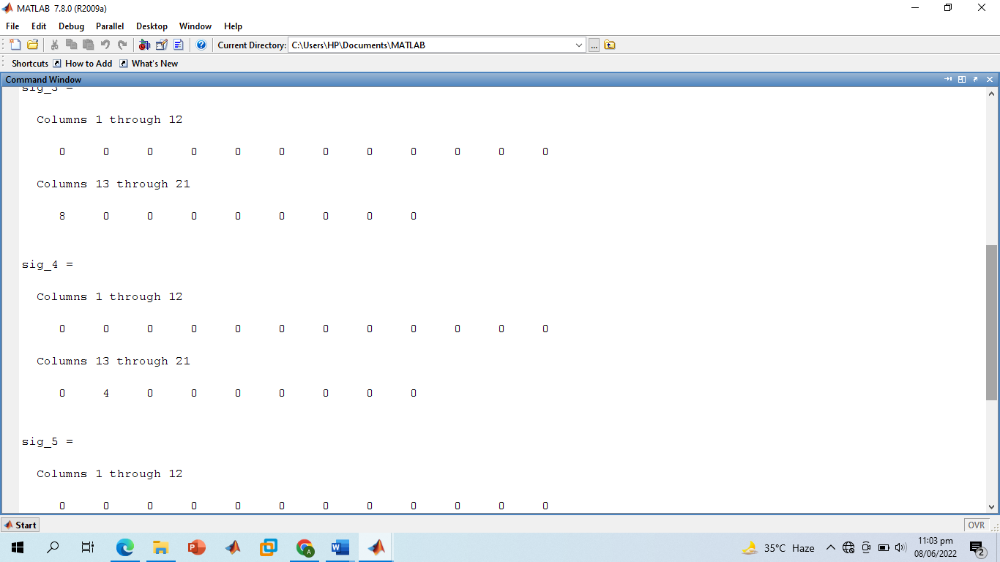 MATLAB 7.8.0 (R2009a)
File Edit Debug Parallel Desktop Window Help
Current Directory: C:\Users\HP\Documents\MATLAB ...
Shortcuts How to Add What's New
Command Window
sig_3 =
Columns 1 through 12
0 0 0 0 0 0 0 0 0 0 0 0
Columns 13 through 21
8 0 0 0 0 0 0 0 0
sig_4 =
Columns 1 through 12
0 0 0 0 0 0 0 0 0 0 0 0
Columns 13 through 21
0 4 0 0 0 0 0 0 0
sig_5 =
Columns 1 through 12
0 0 0 0 0 0 0 0 0 0 0 0
Start OVR
35°C Haze
11:03 pm
08/06/2022
2